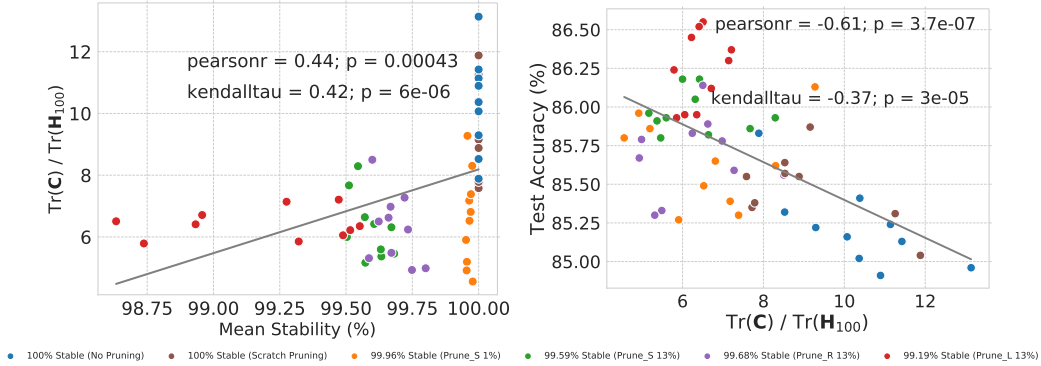 pearsonr = 0.44; p = 0.00043
kendalltau = 0.42; p = 6e-06
Tr(C) / Tr(H100)
12
10
8
6
98.75 99.00 99.25 99.50 99.75 100.00
Mean Stability (%)
pearsonr = -0.61; p = 3.7e-07
kendalltau = -0.37; p = 3e-05
Test Accuracy (%)
86.50
86.25
86.00
85.75
85.50
85.25
85.00
6 8 10 12
Tr(C) / Tr(H100)
100% Stable (No Pruning) 100% Stable (Scratch Pruning) 99.96% Stable (Prune_S 1%) 99.59% Stable (Prune_S 13%) 99.68% Stable (Prune_R 13%) 99.19% Stable (Prune_L 13%)